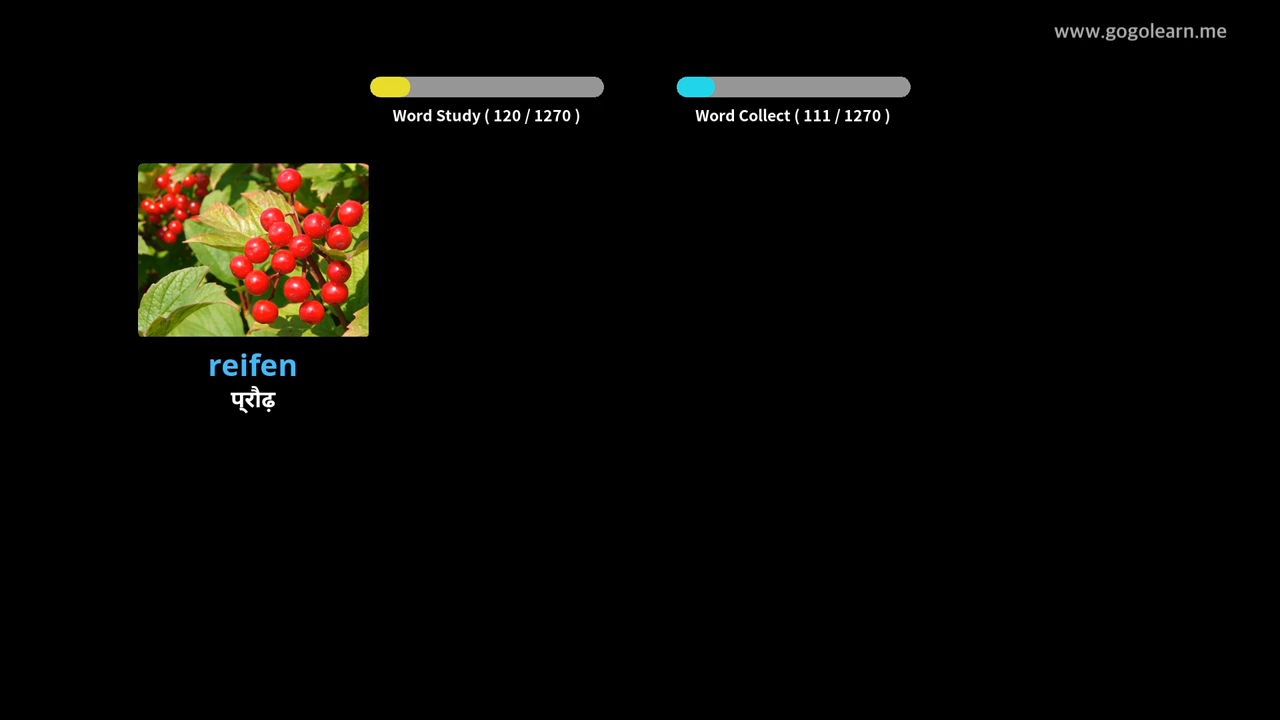 www.gogolearn.me
Word Study ( 120 / 1270 )
Word Collect ( 111 / 1270 )
reifen
प्रौढ़